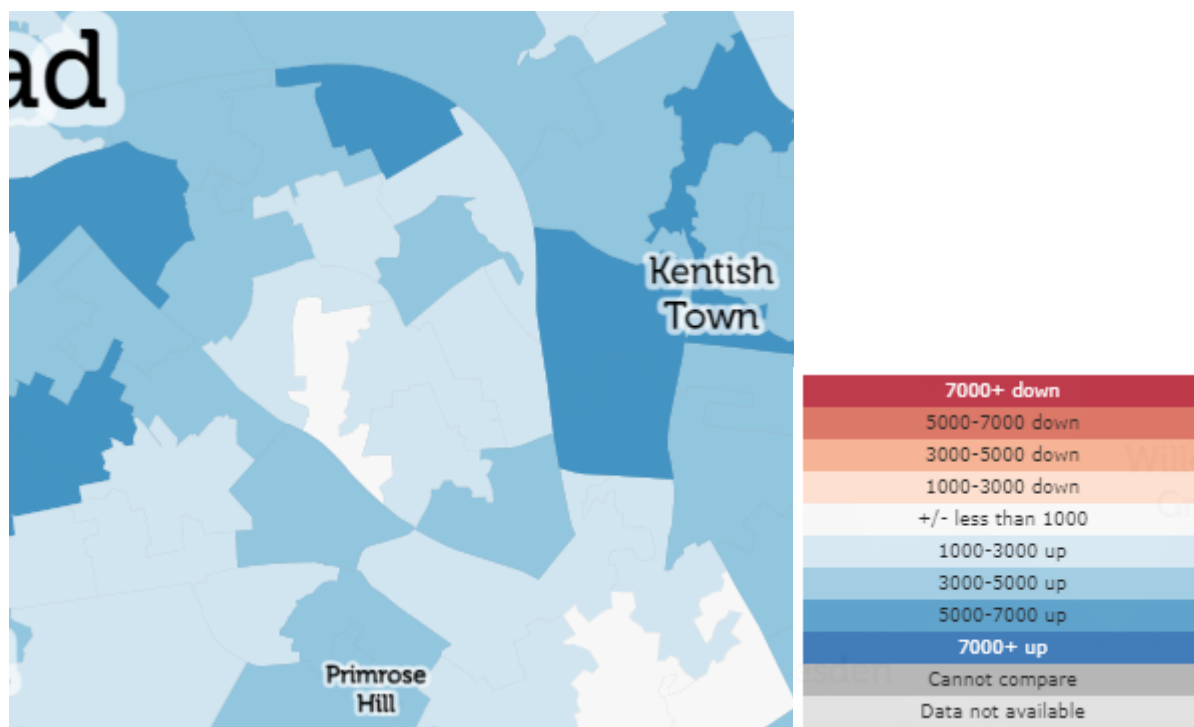 ad
Kentish
Town
Primrose
Hill
7000+ down
5000-7000 down
3000-5000 down
1000-3000 down
+/- less than 1000
1000-3000 up
3000-5000 up
5000-7000 up
7000+ up
Cannot compare
Data not available